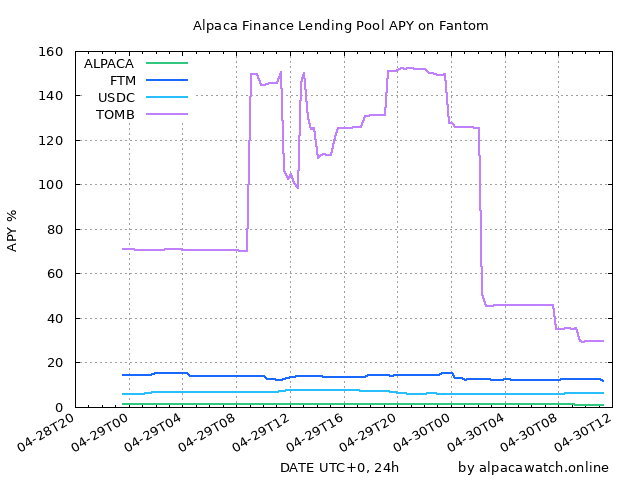 Alpaca Finance Lending Pool APY on Fantom
160
140
120
100
80
60
40
20
0
APY %
ALPACA
FTM
USDC
TOMB
04-28T20
04-29T00
04-29T04
04-29T08
04-29T12
04-29T16
04-29T20
04-30T00
04-30T04
04-30T08
04-30T12
DATE UTC+0, 24h
by alpacawatch.online